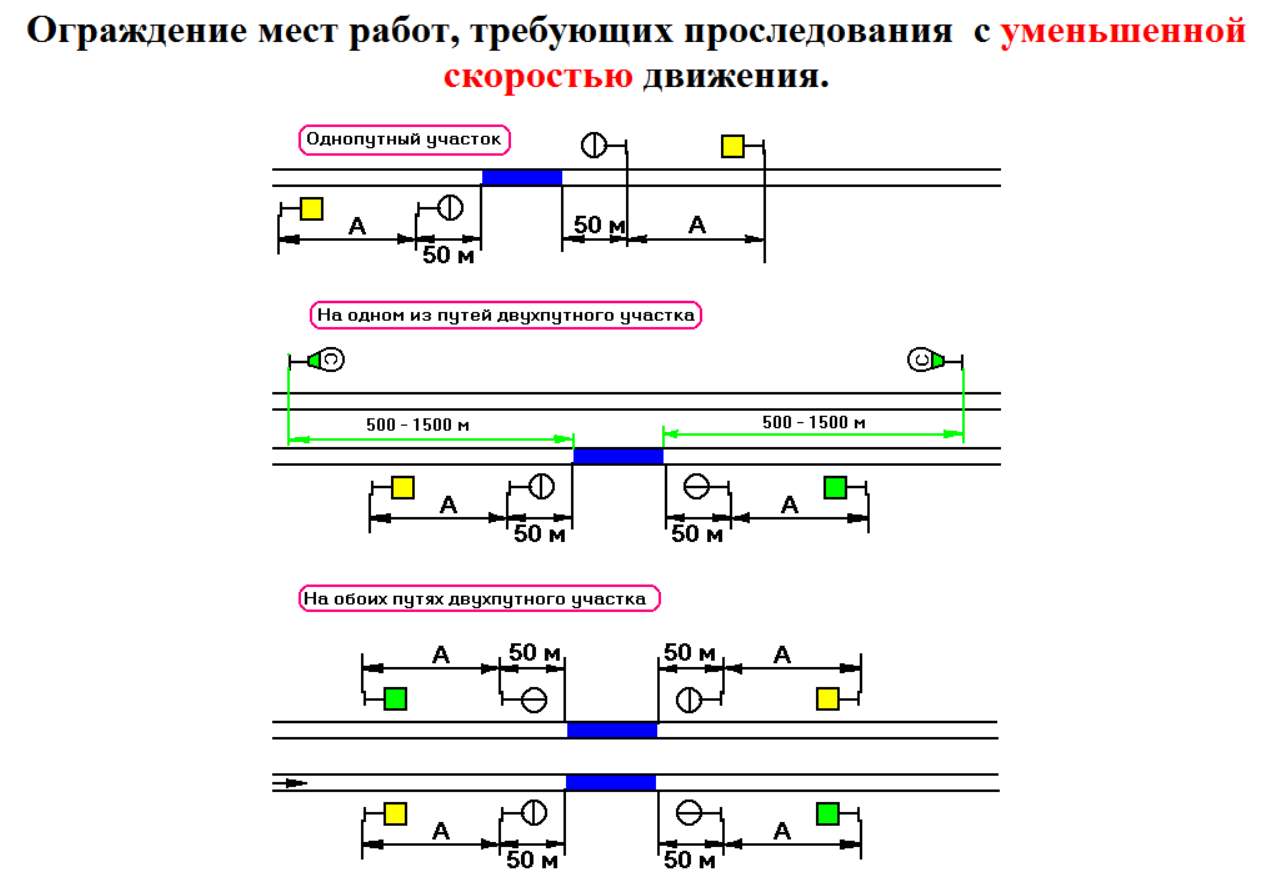 Ограждение мест работ, требующих проследования с уменьшенной
скоростью движения.
Однопутный участок
А
50 м
50 м
А
На одном из путей двухпутного участка
С
С
500 - 1500 м
500 - 1500 м
А
50 м
50 м
А
На обоих путях двухпутного участка
А
50 м
50 м
А
А
50 м
50 м
А